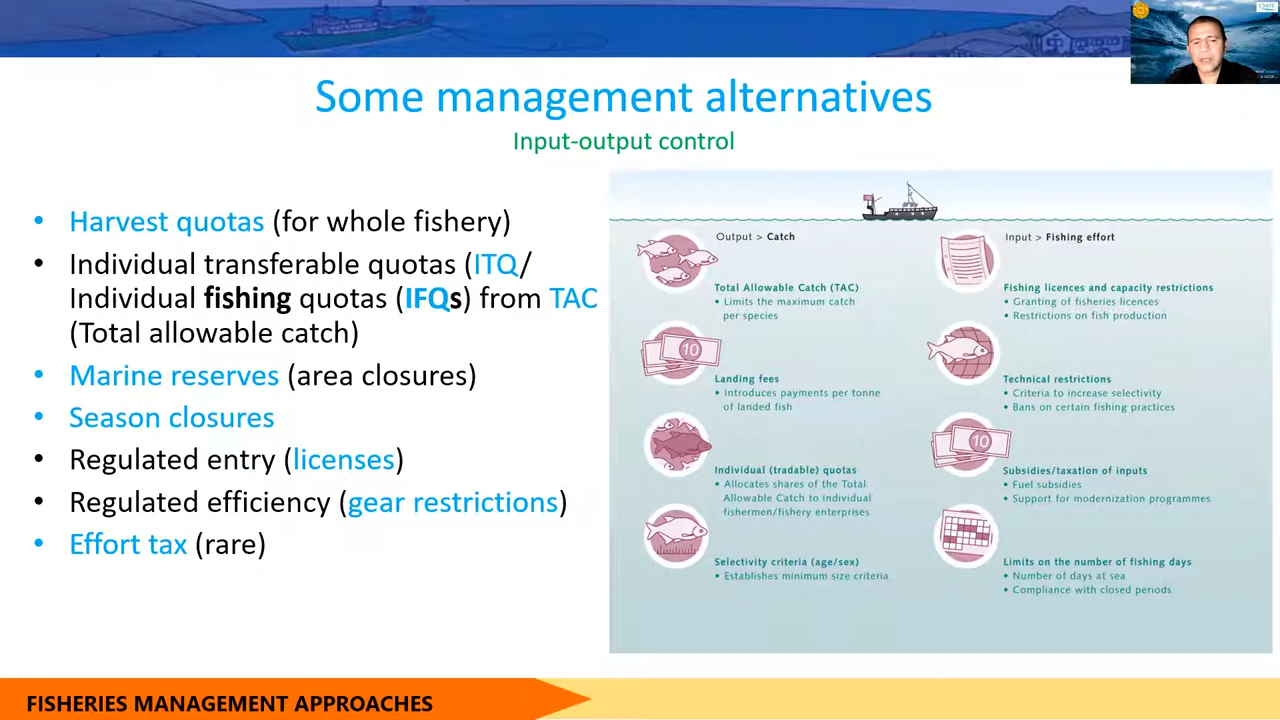 Some management alternatives
Input-output control
• Harvest quotas (for whole fishery)
• Individual transferable quotas (ITQ/
Individual fishing quotas (IFQs) from TAC
(Total allowable catch)
• Marine reserves (area closures)
• Season closures
• Regulated entry (licenses)
• Regulated efficiency (gear restrictions)
• Effort tax (rare)
Output > Catch
Total Allowable Catch (TAC)
• Limits the maximum catch
per species
10
Landing fees
• Introduces payments per tonne
of landed fish
Individual (tradable) quotas
• Allocates shares of the Total
Allowable Catch to individual
fishermen/fishery enterprises
Selectivity criteria (age/sex)
• Establishes minimum size criteria
Input > Fishing effort
Fishing licences and capacity restrictions
• Granting of fisheries licences
• Restrictions on fish production
Technical restrictions
• Criteria to increase selectivity
• Bans on certain fishing practices
10
Subsidies/taxation of inputs
• Fuel subsidies
• Support for modernization programmes
Limits on the number of fishing days
• Number of days at sea
• Compliance with closed periods
FISHERIES MANAGEMENT APPROACHES